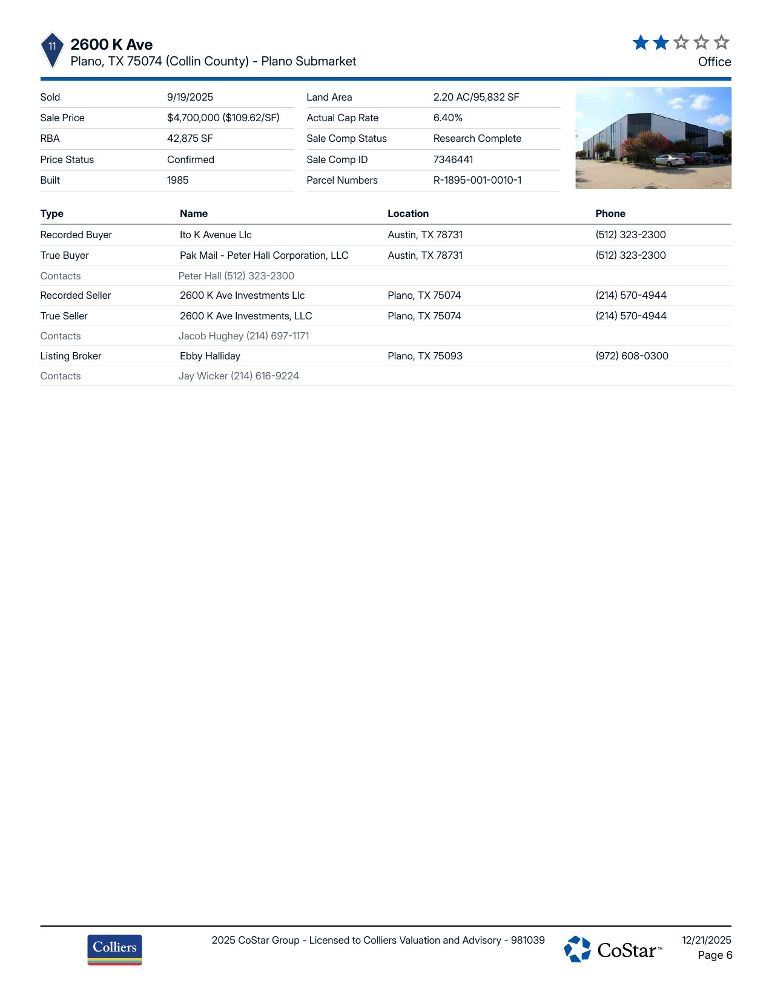 11
2600 K Ave
Plano, TX 75074 (Collin County) - Plano Submarket
Office
Sold 9/19/2025 Land Area 2.20 AC/95,832 SF
Sale Price $4,700,000 ($109.62/SF) Actual Cap Rate 6.40%
RBA 42,875 SF Sale Comp Status Research Complete
Price Status Confirmed Sale Comp ID 7346441
Built 1985 Parcel Numbers R-1895-001-0010-1
Type Name Location Phone
Recorded Buyer Ito K Avenue Llc Austin, TX 78731 (512) 323-2300
True Buyer Pak Mail - Peter Hall Corporation, LLC Austin, TX 78731 (512) 323-2300
Contacts Peter Hall (512) 323-2300
Recorded Seller 2600 K Ave Investments Llc Plano, TX 75074 (214) 570-4944
True Seller 2600 K Ave Investments, LLC Plano, TX 75074 (214) 570-4944
Contacts Jacob Hughey (214) 697-1171
Listing Broker Ebby Halliday Plano, TX 75093 (972) 608-0300
Contacts Jay Wicker (214) 616-9224
Colliers
2025 CoStar Group - Licensed to Colliers Valuation and Advisory - 981039
CoStar™
12/21/2025
Page 6